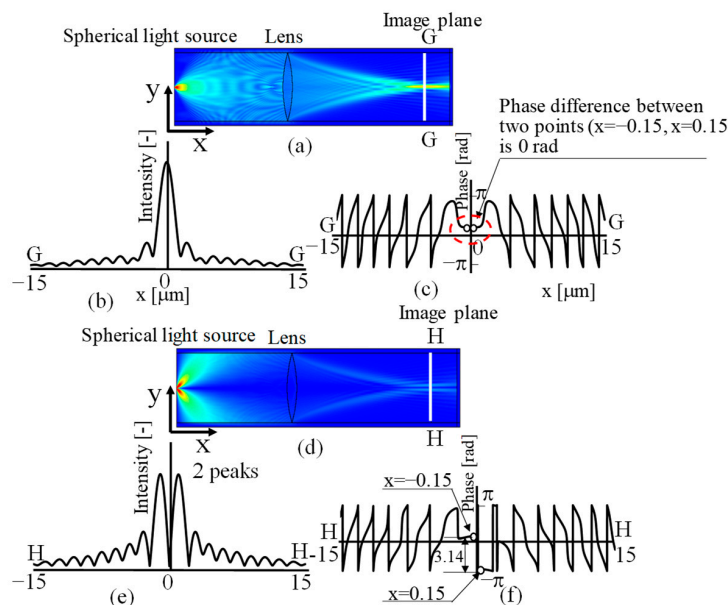 Image plane
Spherical light source
Lens
G
y
x
G
(a)
Phase difference between
two points (x=−0.15, x=0.15)
is 0 rad
Intensity [-]
G
G
−15
0
15
x [μm]
(b)
Phase [rad]
π
G
G
−15
0
15
−π
x [μm]
(c)
Image plane
Spherical light source
Lens
H
y
x
H
(d)
Intensity [-]
2 peaks
H
H
−15
0
15
(e)
Phase [rad]
x=−0.15
π
H
H
-15
15
3.14
x=0.15
−π
(f)